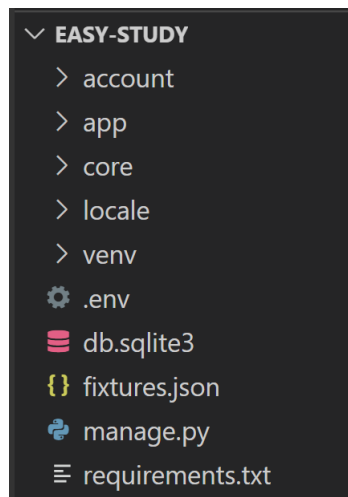 EASY-STUDY
account
app
core
locale
venv
.env
db.sqlite3
fixtures.json
manage.py
requirements.txt